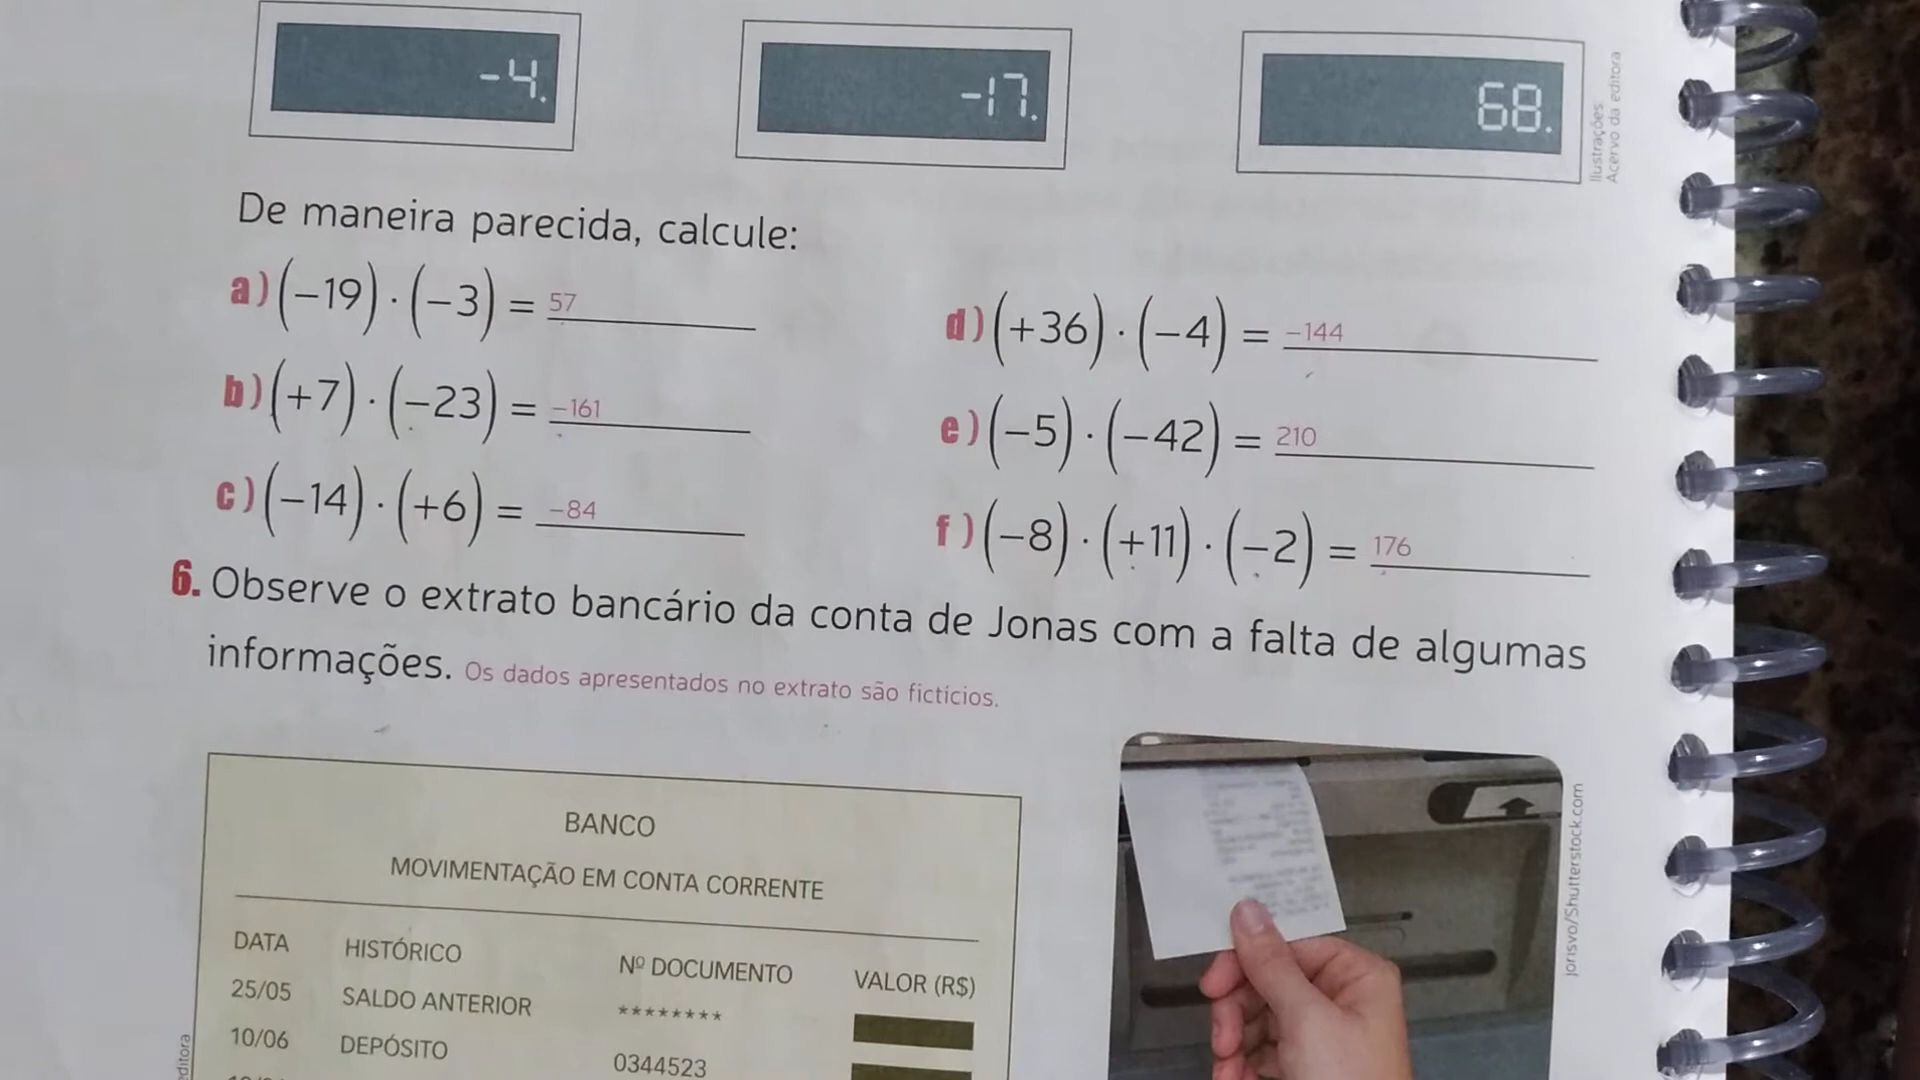 -4.
-17.
68.
Ilustrações:
Acervo da editora
De maneira parecida, calcule:
a) (−19) · (−3) = 57
b) (+7) · (−23) = −161
c) (−14) · (+6) = −84
d) (+36) · (−4) = −144
e) (−5) · (−42) = 210
f) (−8) · (+11) · (−2) = 176
6. Observe o extrato bancário da conta de Jonas com a falta de algumas
informações. Os dados apresentados no extrato são fictícios.
BANCO
MOVIMENTAÇÃO EM CONTA CORRENTE
DATA HISTÓRICO Nº DOCUMENTO VALOR (R$)
25/05 SALDO ANTERIOR ********
10/06 DEPÓSITO 0344523
jorisvo/Shutterstock.com